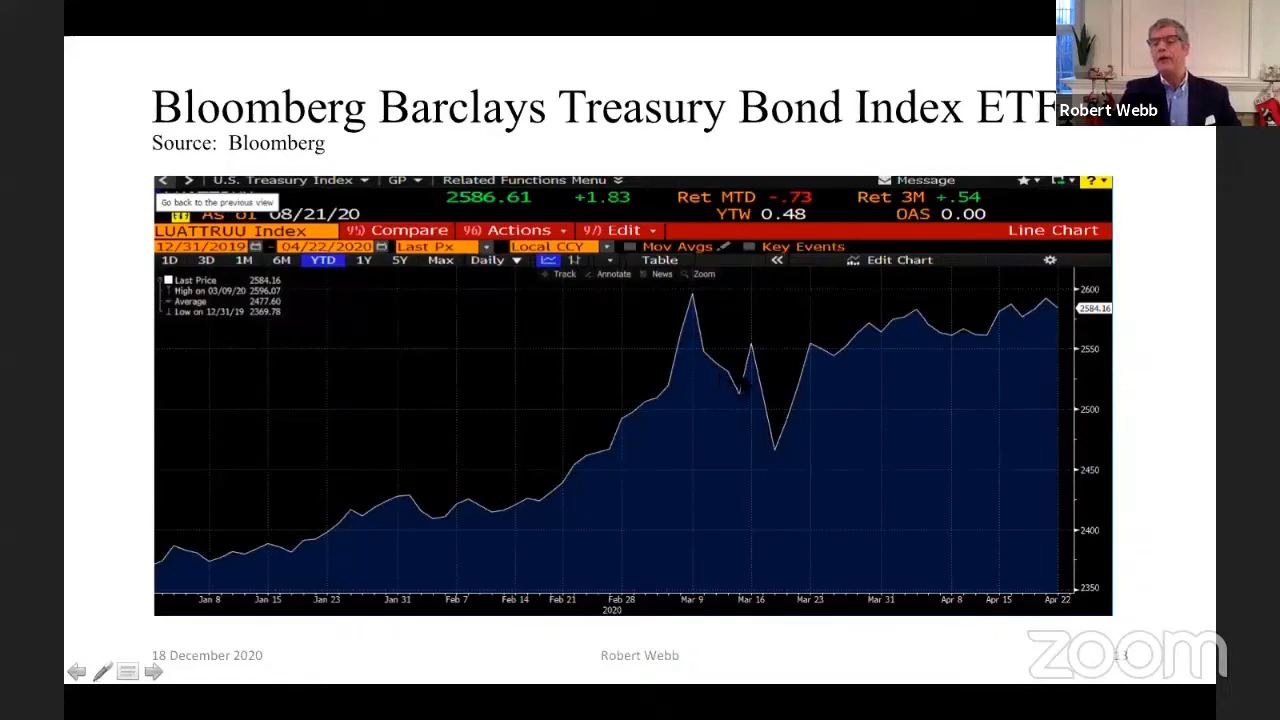 Bloomberg Barclays Treasury Bond Index ETF
Robert Webb
Source: Bloomberg
U.S. Treasury Index GP Related Functions Menu Message ?
Go back to the previous view
2586.61 +1.83 Ret MTD -.73 Ret 3M +.54
As of 08/21/20 YTW 0.48 OAS 0.00
LUATTRUU Index 95) Compare 96) Actions 97) Edit Line Chart
12/31/2019 - 04/22/2020 Last Px Local CCY Mov Avgs Key Events
1D 3D 1M 6M YTD 1Y 5Y Max Daily Table Edit Chart
Track Annotate News Zoom
Last Price 2584.16
High on 03/09/20 2596.07
Average 2477.60
Low on 12/31/19 2369.78
2600
2584.16
2550
2500
2450
2400
2350
Jan 8 Jan 15 Jan 23 Jan 31 Feb 7 Feb 14 Feb 21 Feb 28 Mar 9 Mar 16 Mar 23 Mar 31 Apr 8 Apr 15 Apr 22
2020
18 December 2020 Robert Webb 13
zoom